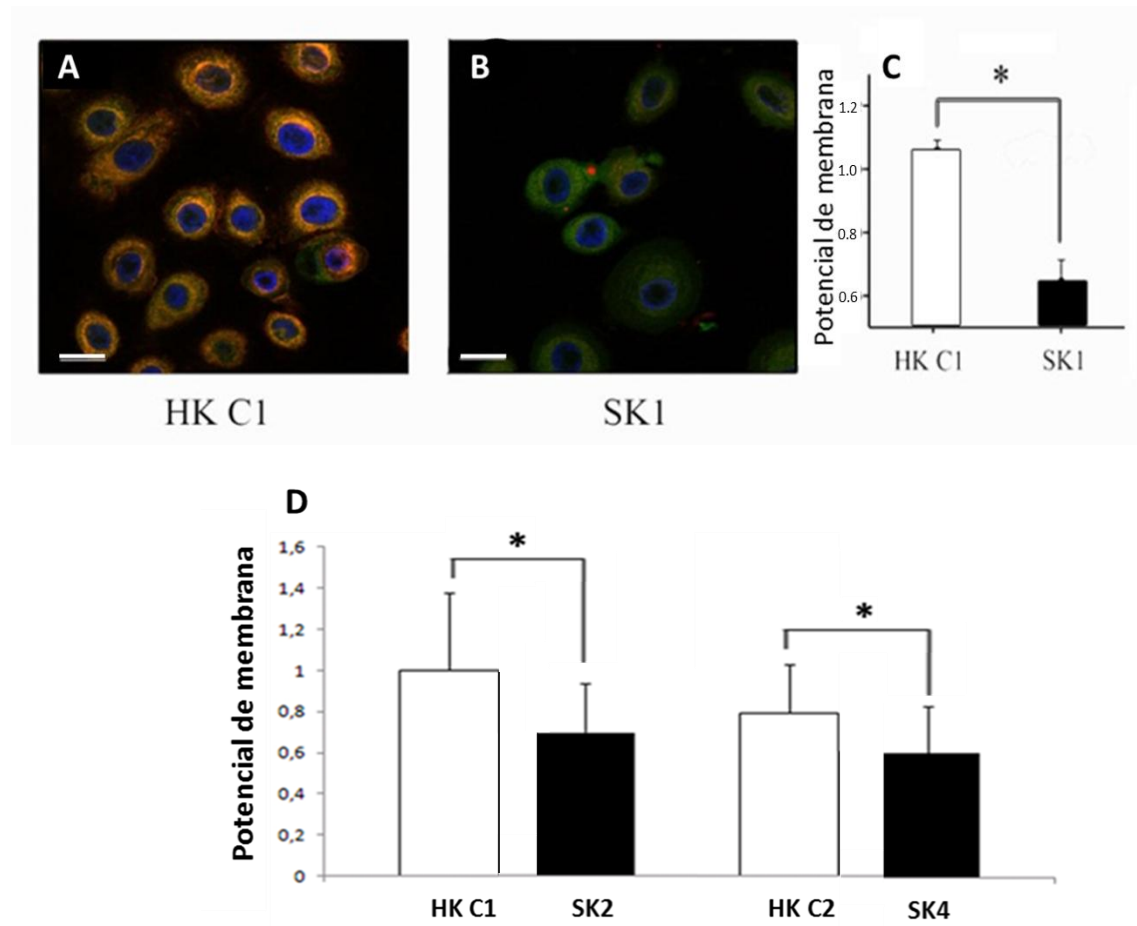 A
B
C
*
Potencial de membrana
1.2
1.0
0.8
0.6
HK C1
SK1
HK C1
SK1
D
*
*
Potencial de membrana
1,6
1,4
1,2
1
0,8
0,6
0,4
0,2
0
HK C1
SK2
HK C2
SK4